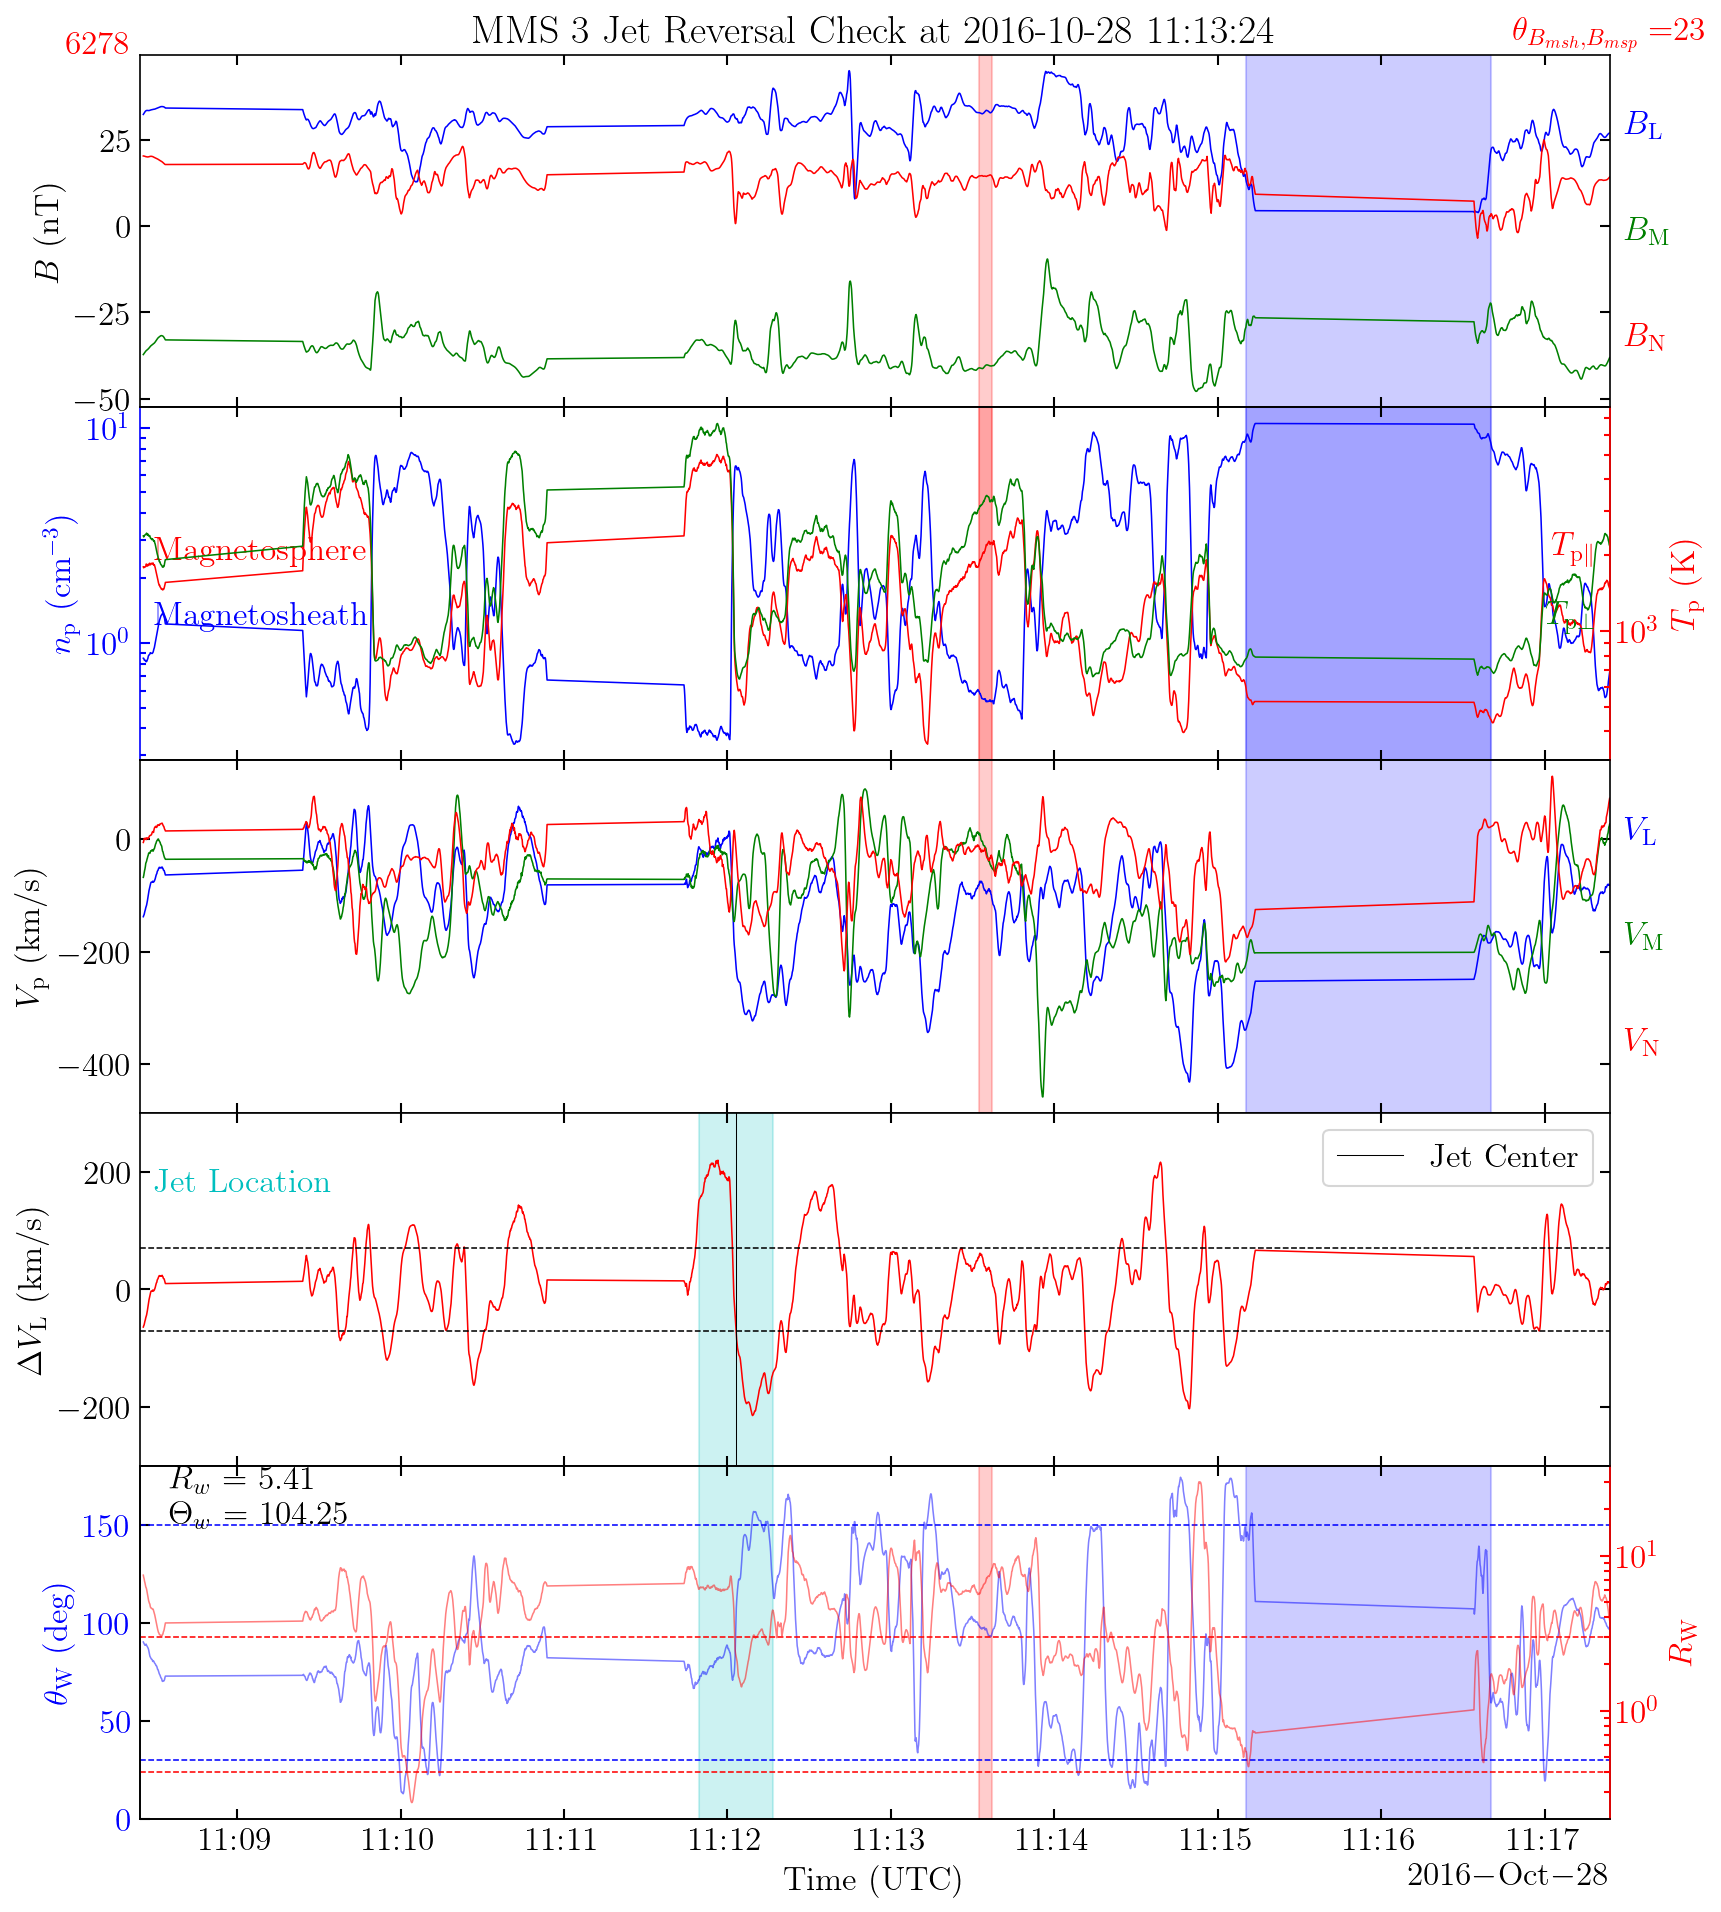 6278
MMS 3 Jet Reversal Check at 2016-10-28 11:13:24
θ_{B_{msh},B_{msp}} =23
B (nT)
25
0
−25
−50
B_L
B_M
B_N
n_p (cm^{−3})
10^1
10^0
Magnetosphere
Magnetosheath
T_{p∥}
T_{p∥}
10^3
T_p (K)
V_p (km/s)
0
−200
−400
V_L
V_M
V_N
ΔV_L (km/s)
200
0
−200
Jet Location
Jet Center
R_w = 5.41
Θ_w = 104.25
θ_W (deg)
150
100
50
0
10^1
10^0
R_W
11:09 11:10 11:11 11:12 11:13 11:14 11:15 11:16 11:17
Time (UTC)
2016−Oct−28